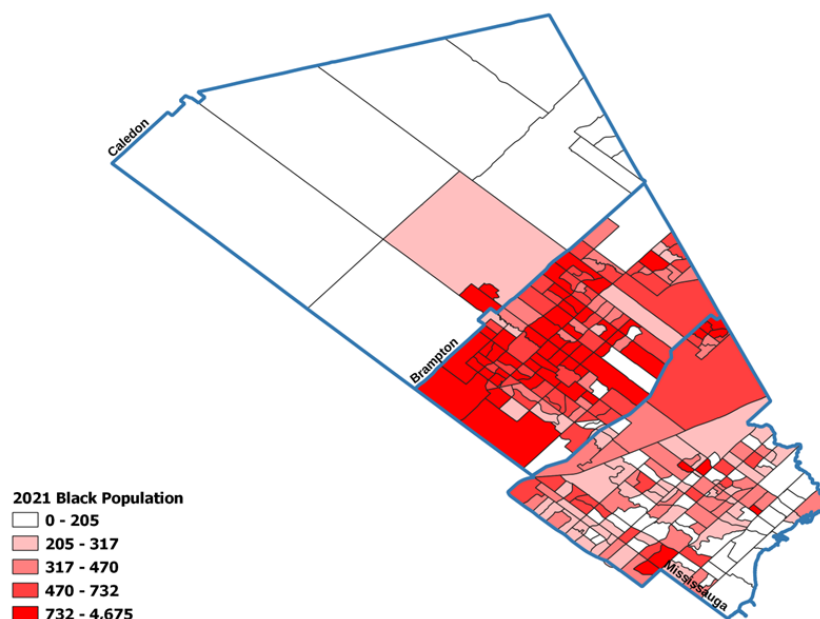 Caledon
Brampton
Mississauga
2021 Black Population
0 - 205
205 - 317
317 - 470
470 - 732
732 - 4,675